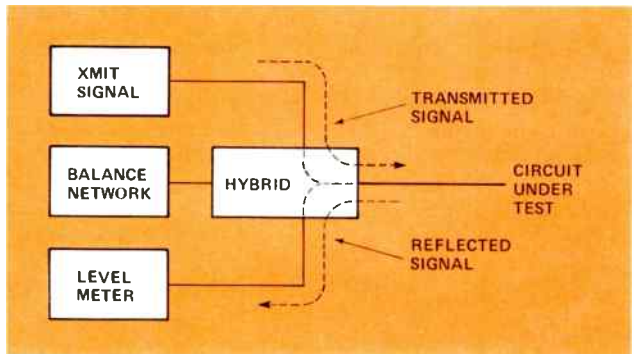 XMIT
SIGNAL
TRANSMITTED
SIGNAL
BALANCE
NETWORK
HYBRID
CIRCUIT
UNDER
TEST
LEVEL
METER
REFLECTED
SIGNAL